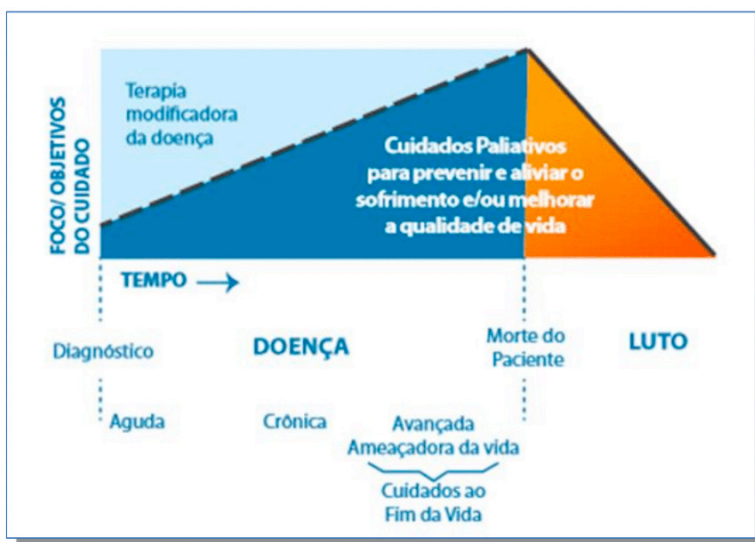 Terapia
modificadora
da doença
Cuidados Paliativos
para prevenir e aliviar o
sofrimento e/ou melhorar
a qualidade de vida
FOCO/ OBJETIVOS
DO CUIDADO
TEMPO
Diagnóstico
DOENÇA
Morte do
Paciente
LUTO
Aguda
Crônica
Avançada
Ameaçadora da vida
Cuidados ao
Fim da Vida